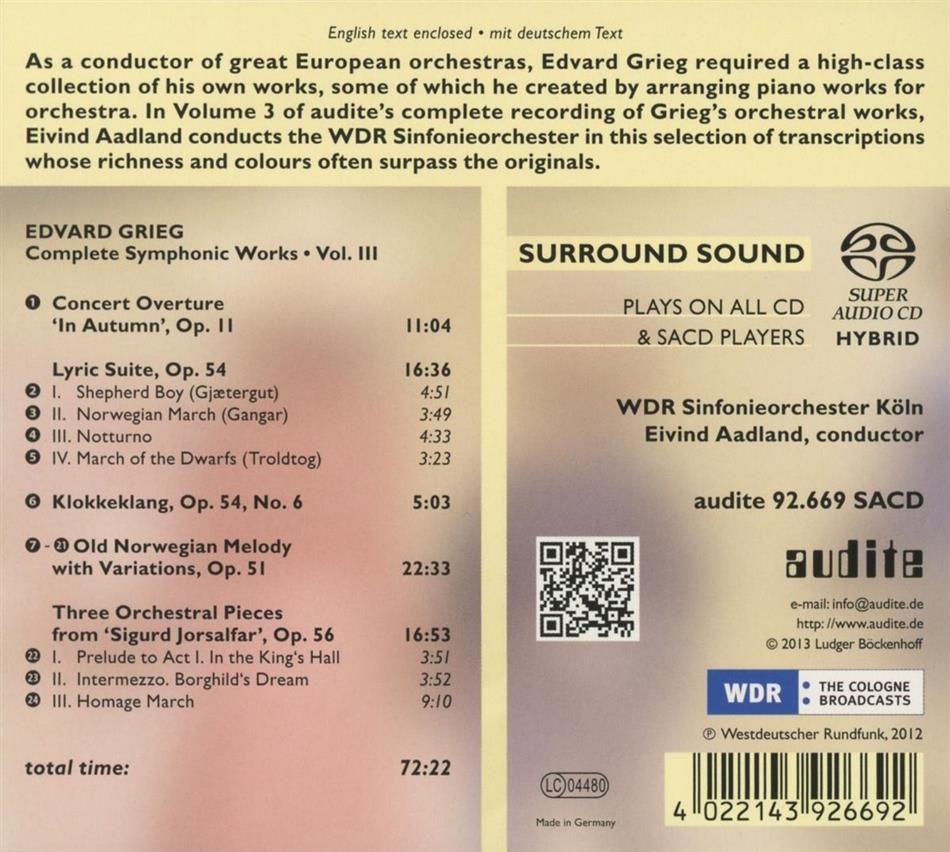 English text enclosed • mit deutschem Text
As a conductor of great European orchestras, Edvard Grieg required a high-class
collection of his own works, some of which he created by arranging piano works for
orchestra. In Volume 3 of audite's complete recording of Grieg's orchestral works,
Eivind Aadland conducts the WDR Sinfonieorchester in this selection of transcriptions
whose richness and colours often surpass the originals.
EDVARD GRIEG
Complete Symphonic Works • Vol. III
1 Concert Overture
'In Autumn', Op. 11 11:04
Lyric Suite, Op. 54 16:36
2 I. Shepherd Boy (Gjætergut) 4:51
3 II. Norwegian March (Gangar) 3:49
4 III. Notturno 4:33
5 IV. March of the Dwarfs (Troldtog) 3:23
6 Klokkeklang, Op. 54, No. 6 5:03
7 - 21 Old Norwegian Melody
with Variations, Op. 51 22:33
Three Orchestral Pieces
from 'Sigurd Jorsalfar', Op. 56 16:53
22 I. Prelude to Act I. In the King's Hall 3:51
23 II. Intermezzo. Borghild's Dream 3:52
24 III. Homage March 9:10
total time: 72:22
SURROUND SOUND
PLAYS ON ALL CD
& SACD PLAYERS
SUPER
AUDIO CD
HYBRID
WDR Sinfonieorchester Köln
Eivind Aadland, conductor
audite 92.669 SACD
audite
e-mail: info@audite.de
http://www.audite.de
© 2013 Ludger Böckenhoff
WDR: THE COLOGNE
BROADCASTS
℗ Westdeutscher Rundfunk, 2012
LC 04480
Made in Germany
4 022143 926692